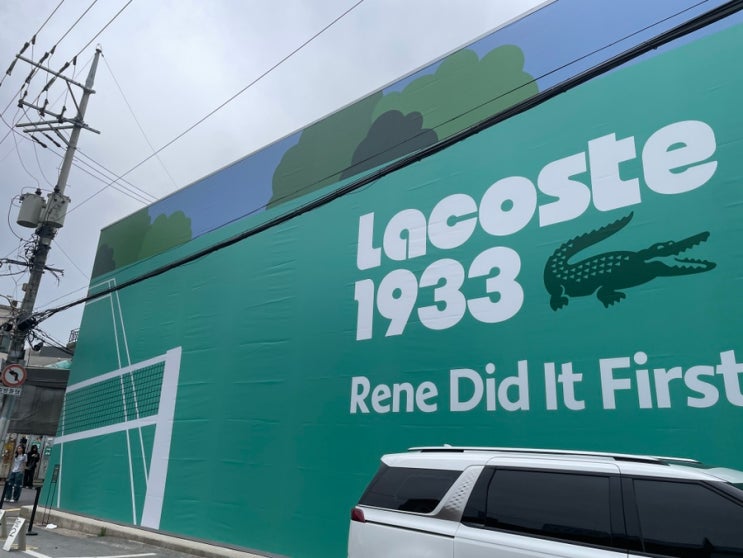 Lacoste
1933
Rene Did It First